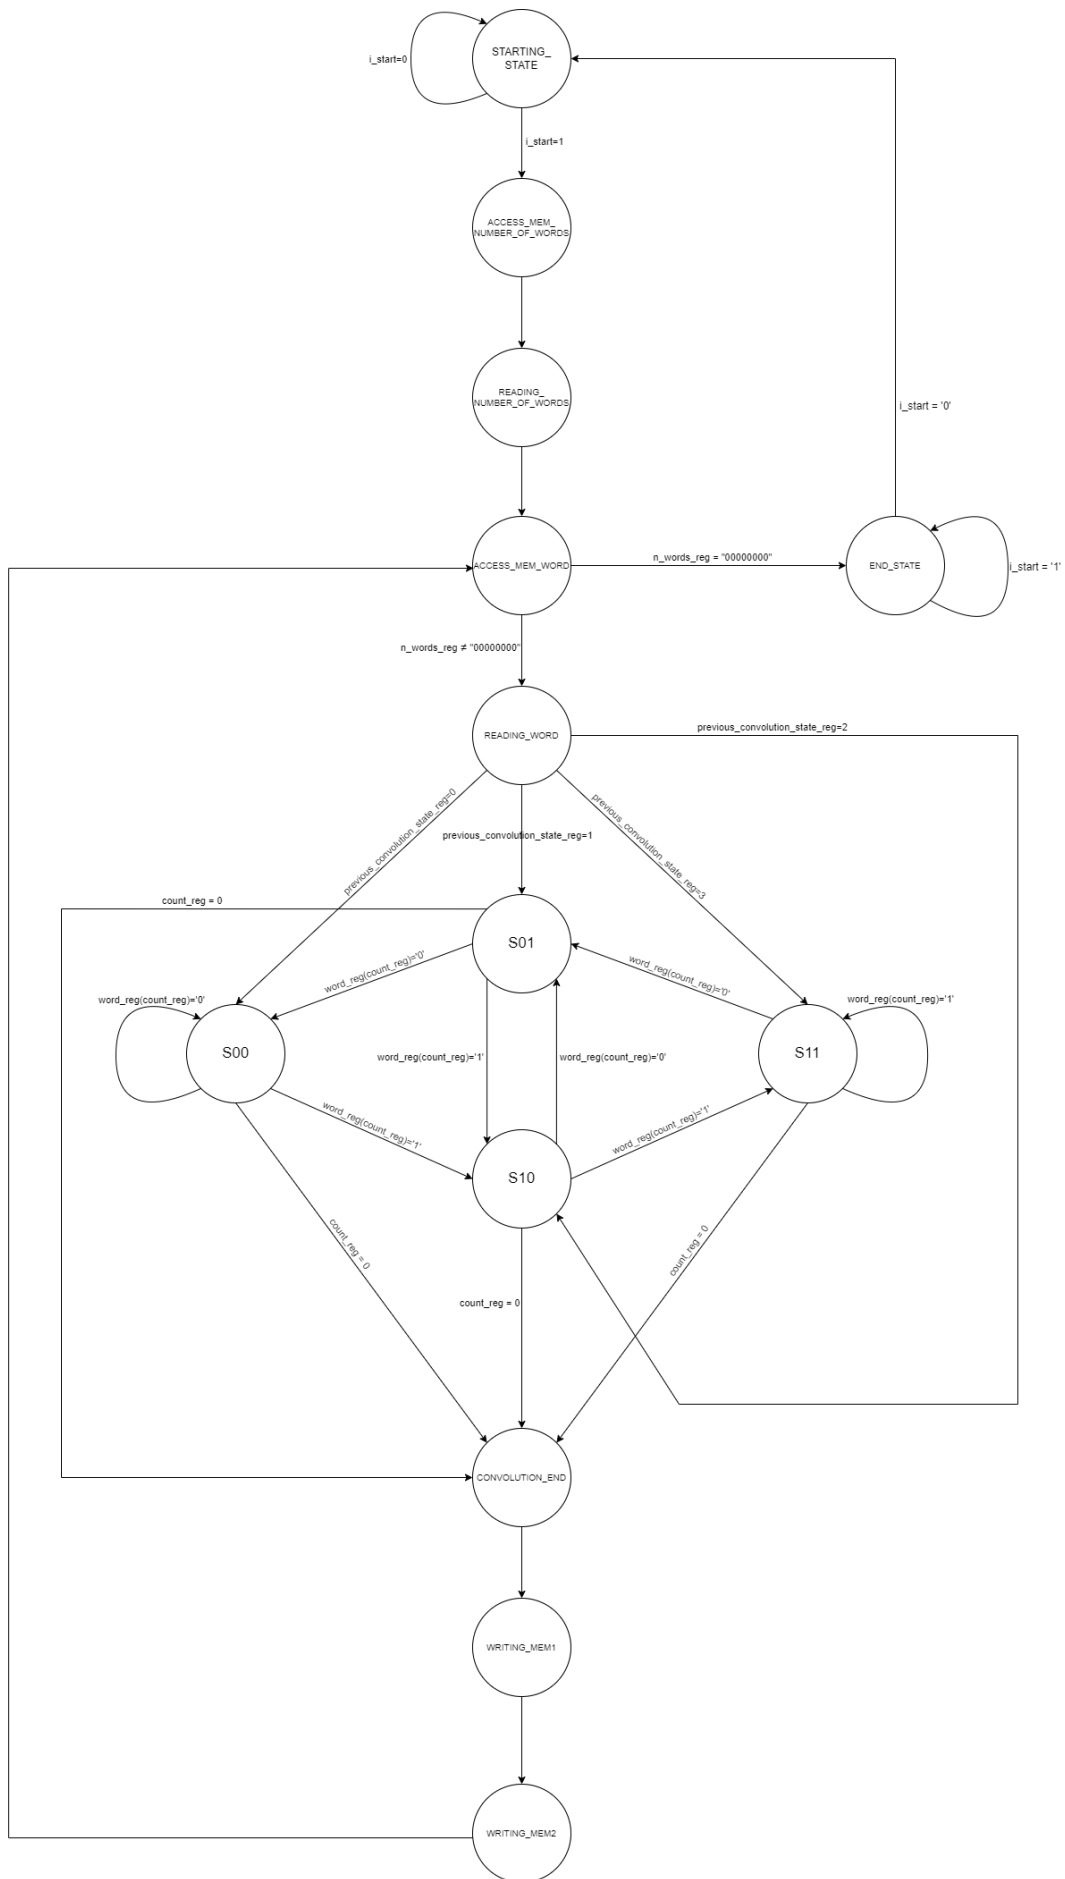 STARTING_
STATE
i_start=0
i_start=1
ACCESS_MEM_
NUMBER_OF_WORDS
READING_
NUMBER_OF_WORDS
i_start = '0'
ACCESS_MEM_WORD
n_words_reg = "00000000"
END_STATE
i_start = '1'
n_words_reg ≠ "00000000"
READING_WORD
previous_convolution_state_reg=2
previous_convolution_state_reg=0
previous_convolution_state_reg=1
previous_convolution_state_reg=3
count_reg = 0
S01
word_reg(count_reg)='0'
word_reg(count_reg)='0'
word_reg(count_reg)='0'
word_reg(count_reg)='1'
S00
word_reg(count_reg)='1'
word_reg(count_reg)='0'
S11
word_reg(count_reg)='1'
word_reg(count_reg)='1'
S10
count_reg = 0
count_reg = 0
count_reg = 0
CONVOLUTION_END
WRITING_MEM1
WRITING_MEM2